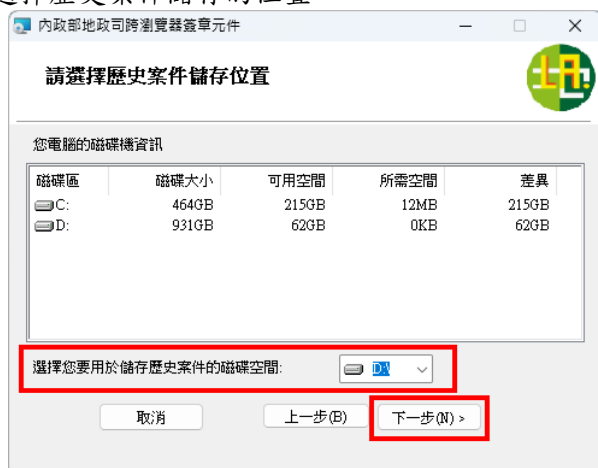 選擇歷史案件儲存的位置
內政部地政司跨瀏覽器簽章元件
請選擇歷史案件儲存位置
您電腦的磁碟機資訊
磁碟區 磁碟大小 可用空間 所需空間 差異
C: 464GB 215GB 12MB 215GB
D: 931GB 62GB 0KB 62GB
選擇您要用於儲存歷史案件的磁碟空間: D:\
取消 上一步(B) 下一步(N) >